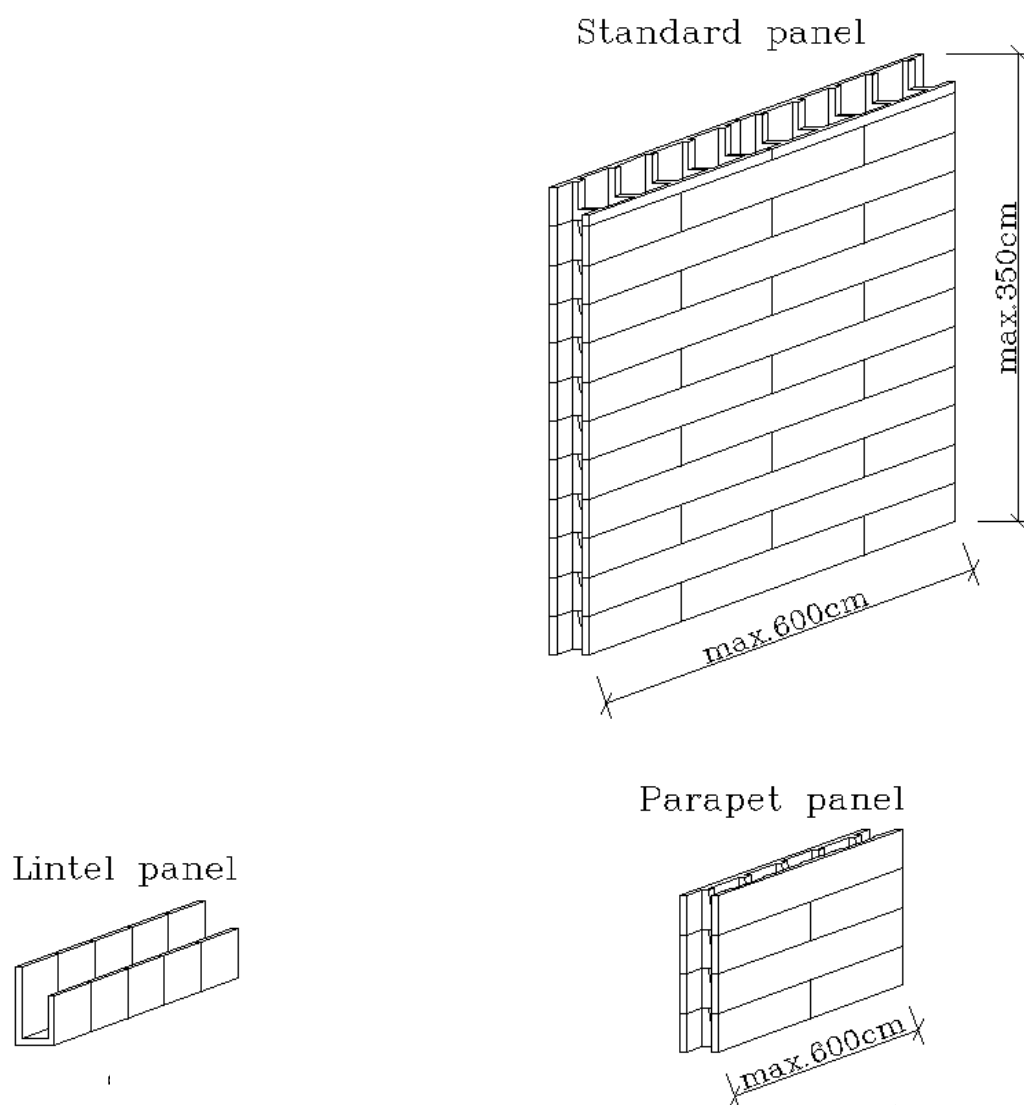 Standard panel
max.350cm
max.600cm
Parapet panel
Lintel panel
max.600cm